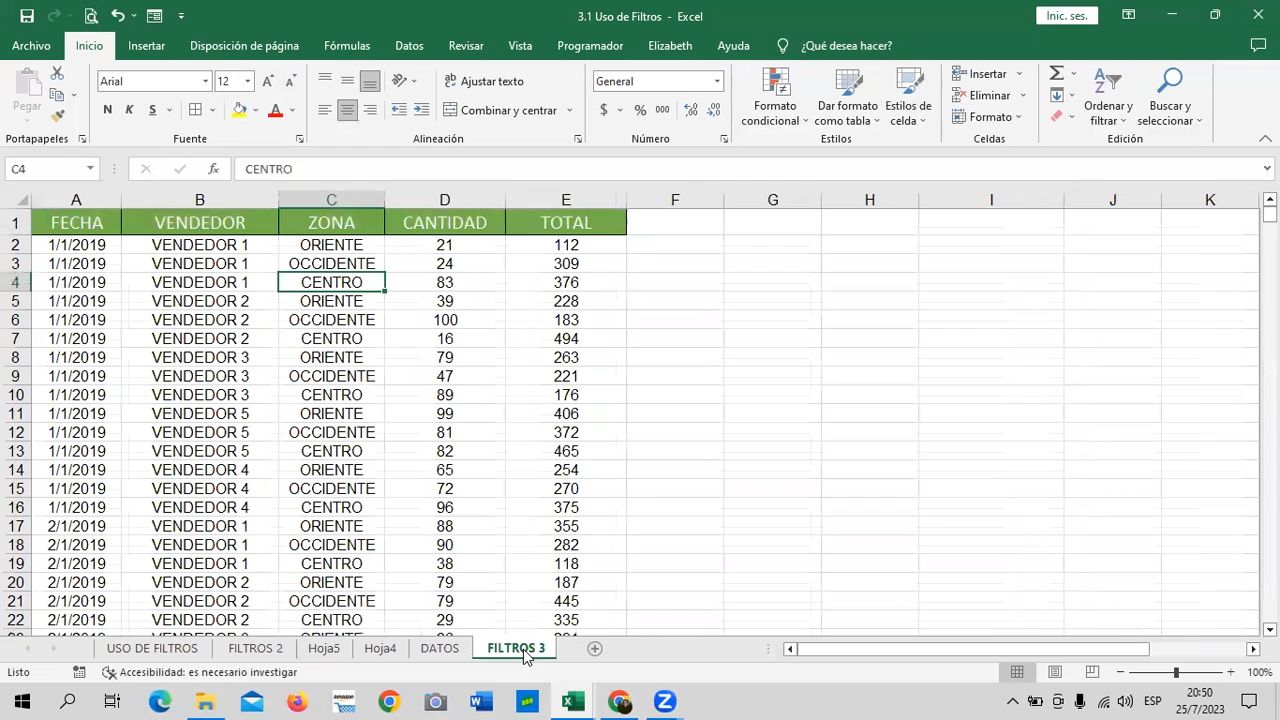 3.1 Uso de Filtros - Excel
Inic. ses.
Archivo Inicio Insertar Disposición de página Fórmulas Datos Revisar Vista Programador Elizabeth Ayuda ¿Qué desea hacer?
Pegar
Arial 12
N K S
Ajustar texto
Combinar y centrar
General
$ % 000
Formato condicional
Dar formato como tabla
Estilos de celda
Insertar
Eliminar
Formato
Ordenar y filtrar
Buscar y seleccionar
Portapapeles Fuente Alineación Número Estilos Celdas Edición
C4 fx CENTRO
A B C D E F G H I J K
1 FECHA VENDEDOR ZONA CANTIDAD TOTAL
2 1/1/2019 VENDEDOR 1 ORIENTE 21 112
3 1/1/2019 VENDEDOR 1 OCCIDENTE 24 309
4 1/1/2019 VENDEDOR 1 CENTRO 83 376
5 1/1/2019 VENDEDOR 2 ORIENTE 39 228
6 1/1/2019 VENDEDOR 2 OCCIDENTE 100 183
7 1/1/2019 VENDEDOR 2 CENTRO 16 494
8 1/1/2019 VENDEDOR 3 ORIENTE 79 263
9 1/1/2019 VENDEDOR 3 OCCIDENTE 47 221
10 1/1/2019 VENDEDOR 3 CENTRO 89 176
11 1/1/2019 VENDEDOR 5 ORIENTE 99 406
12 1/1/2019 VENDEDOR 5 OCCIDENTE 81 372
13 1/1/2019 VENDEDOR 5 CENTRO 82 465
14 1/1/2019 VENDEDOR 4 ORIENTE 65 254
15 1/1/2019 VENDEDOR 4 OCCIDENTE 72 270
16 1/1/2019 VENDEDOR 4 CENTRO 96 375
17 2/1/2019 VENDEDOR 1 ORIENTE 88 355
18 2/1/2019 VENDEDOR 1 OCCIDENTE 90 282
19 2/1/2019 VENDEDOR 1 CENTRO 38 118
20 2/1/2019 VENDEDOR 2 ORIENTE 79 187
21 2/1/2019 VENDEDOR 2 OCCIDENTE 79 445
22 2/1/2019 VENDEDOR 2 CENTRO 29 335
USO DE FILTROS FILTROS 2 Hoja5 Hoja4 DATOS FILTROS 3
Listo Accesibilidad: es necesario investigar 100%
ESP 20:50
25/7/2023